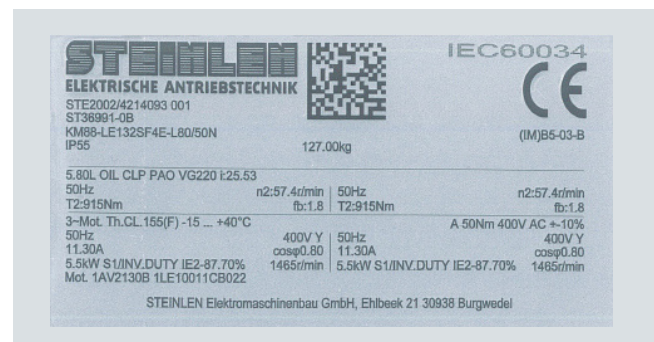 STEINLEN IEC60034
ELEKTRISCHE ANTRIEBSTECHNIK CE
STE2002/4214093 001
ST36991-0B
KM88-LE132SF4E-L80/50N (IM)B5-03-B
IP55 127.00kg
5.80L OIL CLP PAO VG220 i:25.53
50Hz n2:57.4r/min 50Hz n2:57.4r/min
T2:915Nm fb:1.8 T2:915Nm fb:1.8
3~Mot. Th.CL.155(F) -15 ... +40°C A 50Nm 400V AC +-10%
50Hz 400V Y 50Hz 400V Y
11.30A cosφ0.80 11.30A cosφ0.80
5.5kW S1/INV.DUTY IE2-87.70% 1465r/min 5.5kW S1/INV.DUTY IE2-87.70% 1465r/min
Mot. 1AV2130B 1LE10011CB022
STEINLEN Elektromaschinenbau GmbH, Ehlbeek 21 30938 Burgwedel